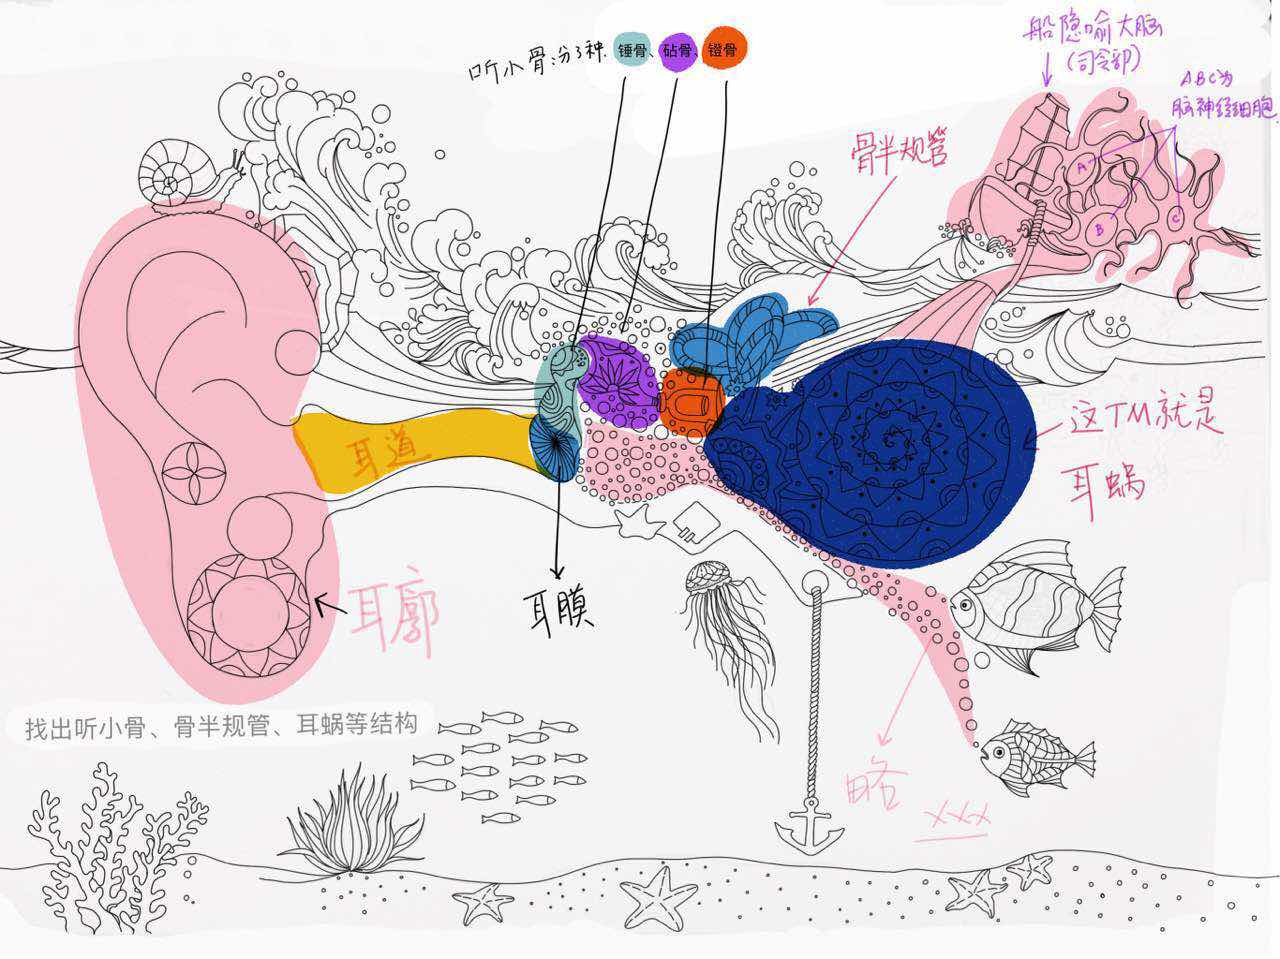 听小骨:分3种. 锤骨、砧骨、镫骨
船隐喻大脑
(司令部)
ABC为
脑神经细胞.
骨半规管
A
B
C
这TM就是
耳蜗
耳道
耳廓
耳膜
找出听小骨、骨半规管、耳蜗等结构
略
xxx